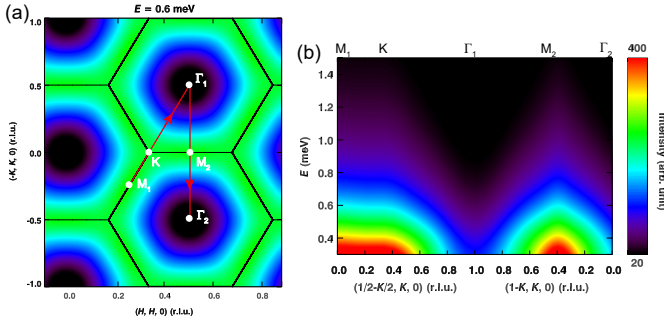 (a)
E = 0.6 meV
(-K, K, 0) (r.l.u.)
1.0
0.5
0.0
-0.5
-1.0
Γ1
K
M2
M1
Γ2
0.0 0.2 0.4 0.6 0.8
(H, H, 0) (r.l.u.)
(b)
M1 K Γ1 M2 Γ2
E (meV)
1.4
1.2
1.0
0.8
0.6
0.4
0.0 0.2 0.4 0.6 0.8 1.0 0.8 0.6 0.4 0.2 0.0
(1/2-K/2, K, 0) (r.l.u.) (1-K, K, 0) (r.l.u.)
400
20
Intensity (arb. unit)